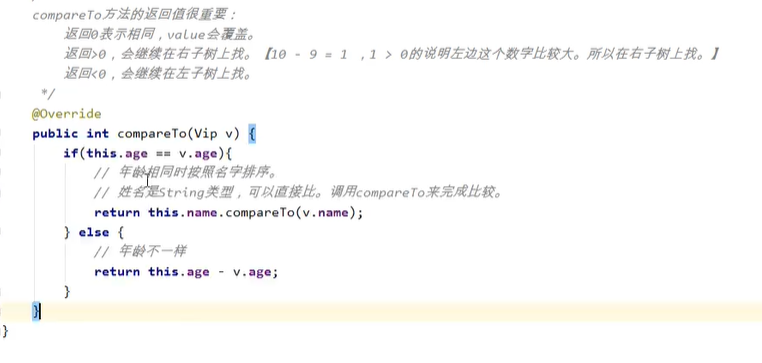 compareTo方法的返回值很重要：
返回0表示相同，value会覆盖。
返回>0，会继续在右子树上找。【10 - 9 = 1 ，1 > 0的说明左边这个数字比较大。所以在右子树上找。】
返回<0，会继续在左子树上找。
*/
@Override
public int compareTo(Vip v) {
if(this.age == v.age){
// 年龄相同时按照名字排序。
// 姓名是String类型，可以直接比。调用compareTo来完成比较。
return this.name.compareTo(v.name);
} else {
// 年龄不一样
return this.age - v.age;
}
}
}